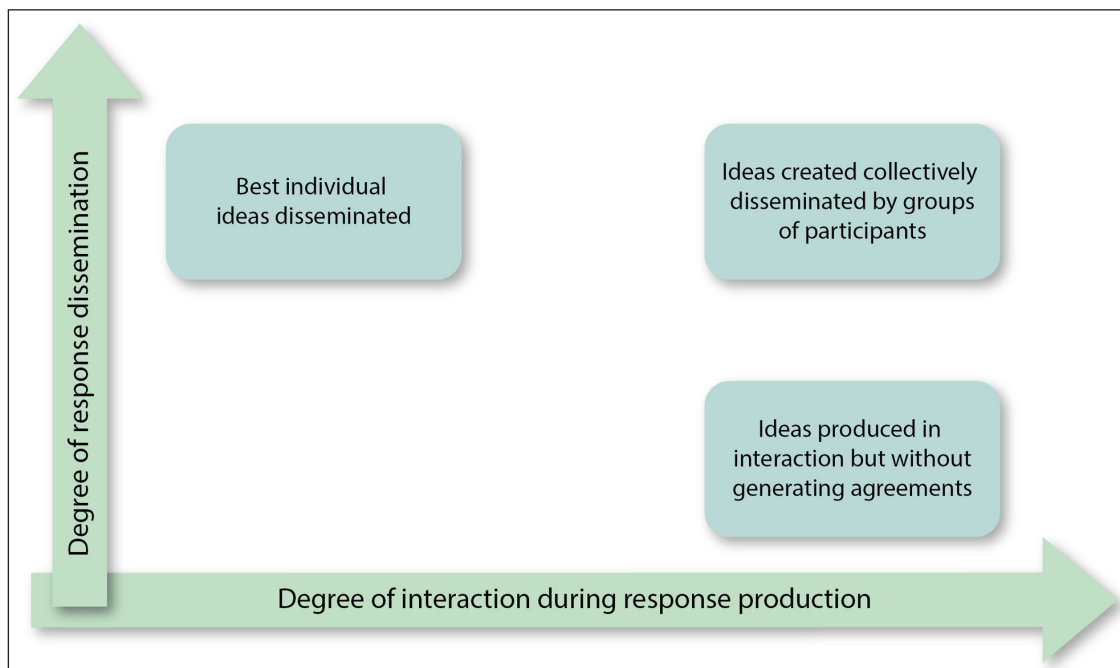 Degree of response dissemination
Best individual
ideas disseminated
Ideas created collectively
disseminated by groups
of participants
Ideas produced in
interaction but without
generating agreements
Degree of interaction during response production